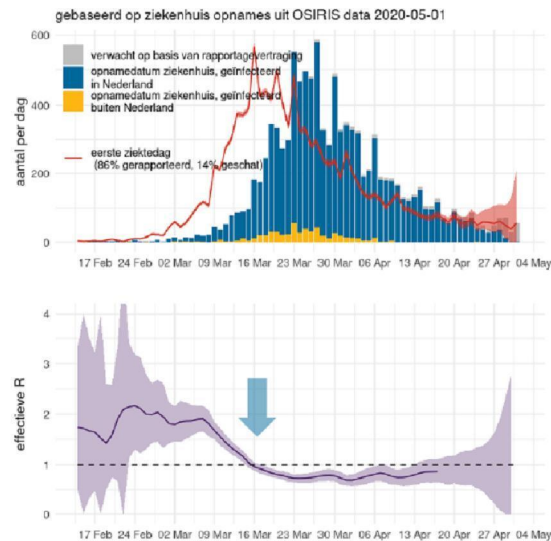 gebaseerd op ziekenhuis opnames uit OSIRIS data 2020-05-01
600
400
200
0
aantal per dag
verwacht op basis van rapportagevertraging
opnamedatum ziekenhuis, geïnfecteerd
in Nederland
opnamedatum ziekenhuis, geïnfecteerd
buiten Nederland
eerste ziektedag
(86% gerapporteerd, 14% geschat)
17 Feb 24 Feb 02 Mar 09 Mar 16 Mar 23 Mar 30 Mar 06 Apr 13 Apr 20 Apr 27 Apr 04 May
4
3
2
1
0
effectieve R
17 Feb 24 Feb 02 Mar 09 Mar 16 Mar 23 Mar 30 Mar 06 Apr 13 Apr 20 Apr 27 Apr 04 May